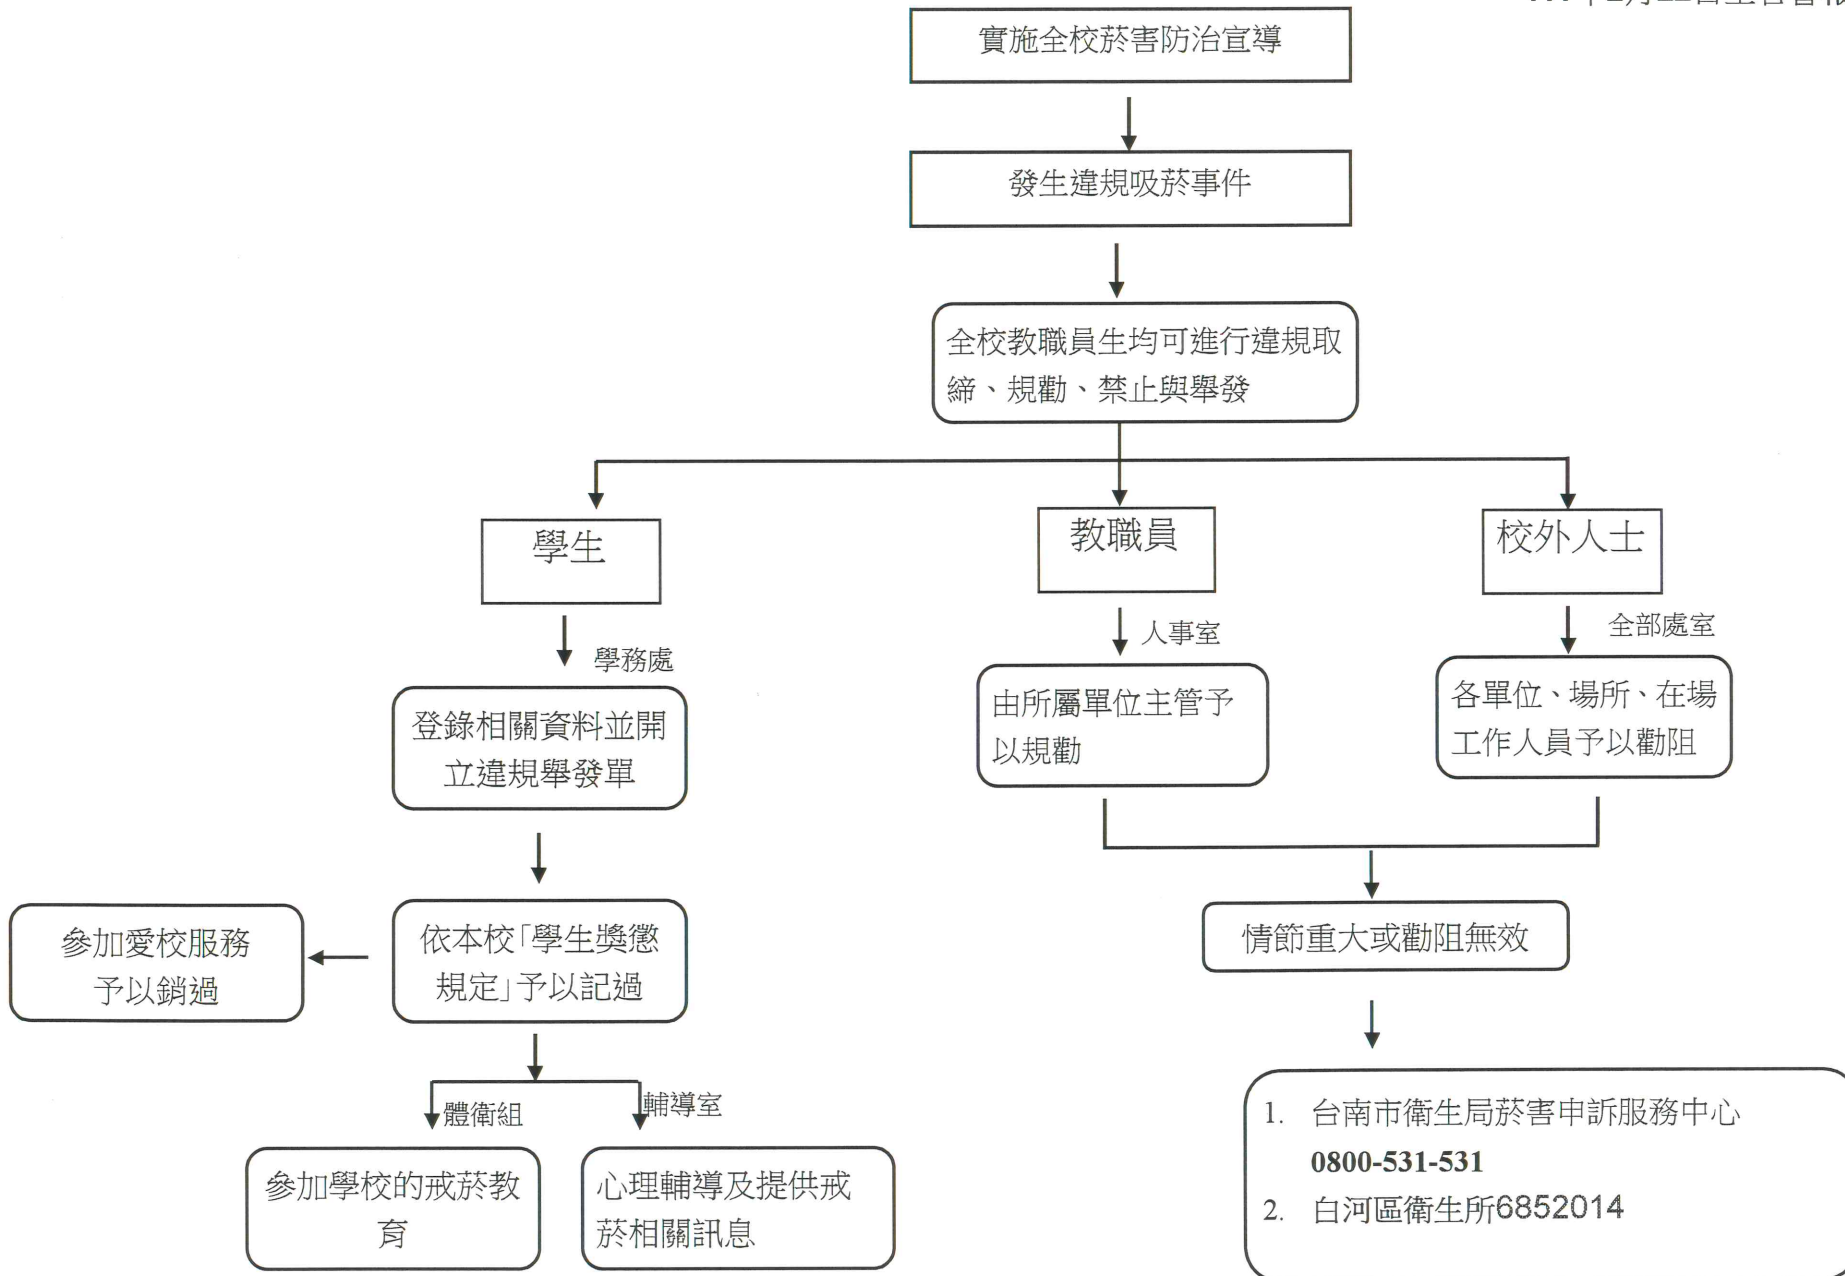 實施全校菸害防治宣導
發生違規吸菸事件
全校教職員生均可進行違規取
締、規勸、禁止與舉發
學生
教職員
校外人士
學務處
人事室
全部處室
登錄相關資料並開
立違規舉發單
由所屬單位主管予
以規勸
各單位、場所、在場
工作人員予以勸阻
參加愛校服務
予以銷過
依本校「學生獎懲
規定」予以記過
情節重大或勸阻無效
體衛組
輔導室
參加學校的戒菸教
育
心理輔導及提供戒
菸相關訊息
1. 台南市衛生局菸害申訴服務中心
0800-531-531
2. 白河區衛生所6852014